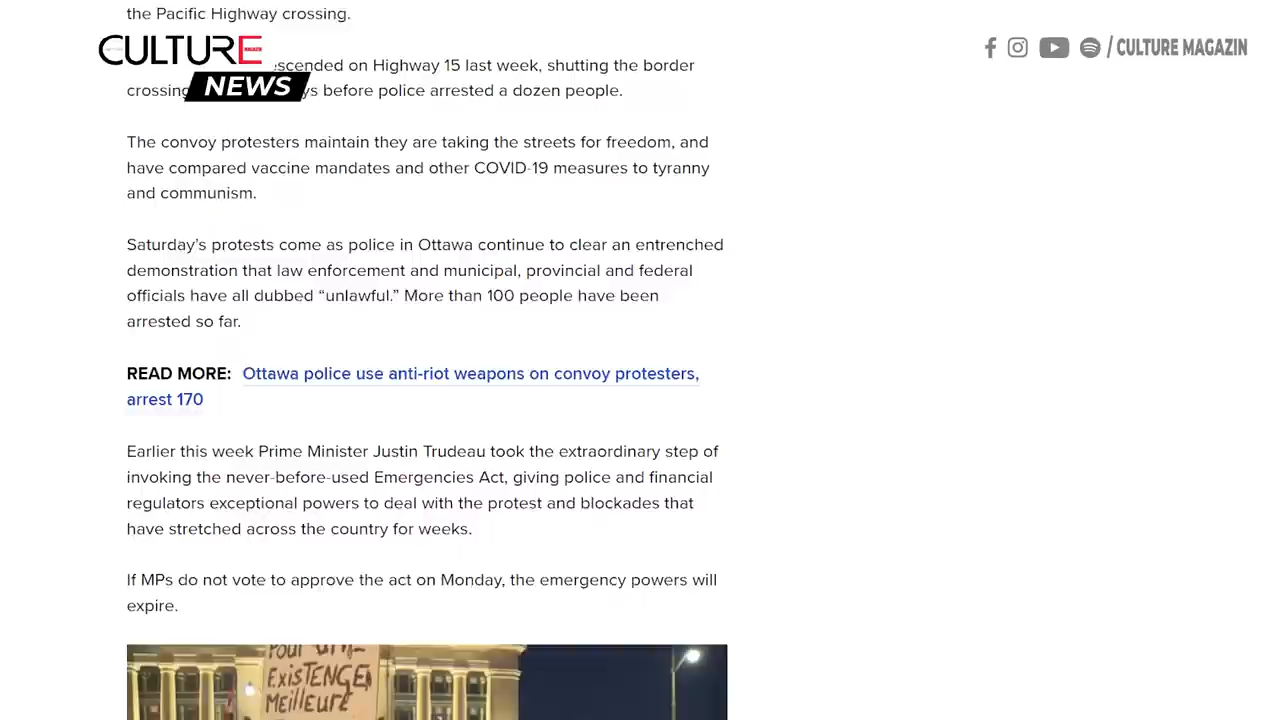 the Pacific Highway crossing.
CULTURE
NEWS
/ CULTURE MAGAZIN
escended on Highway 15 last week, shutting the border
crossing ys before police arrested a dozen people.
The convoy protesters maintain they are taking the streets for freedom, and
have compared vaccine mandates and other COVID-19 measures to tyranny
and communism.
Saturday’s protests come as police in Ottawa continue to clear an entrenched
demonstration that law enforcement and municipal, provincial and federal
officials have all dubbed “unlawful.” More than 100 people have been
arrested so far.
READ MORE: Ottawa police use anti-riot weapons on convoy protesters,
arrest 170
Earlier this week Prime Minister Justin Trudeau took the extraordinary step of
invoking the never-before-used Emergencies Act, giving police and financial
regulators exceptional powers to deal with the protest and blockades that
have stretched across the country for weeks.
If MPs do not vote to approve the act on Monday, the emergency powers will
expire.
EXISTENCE
MEILLEURE